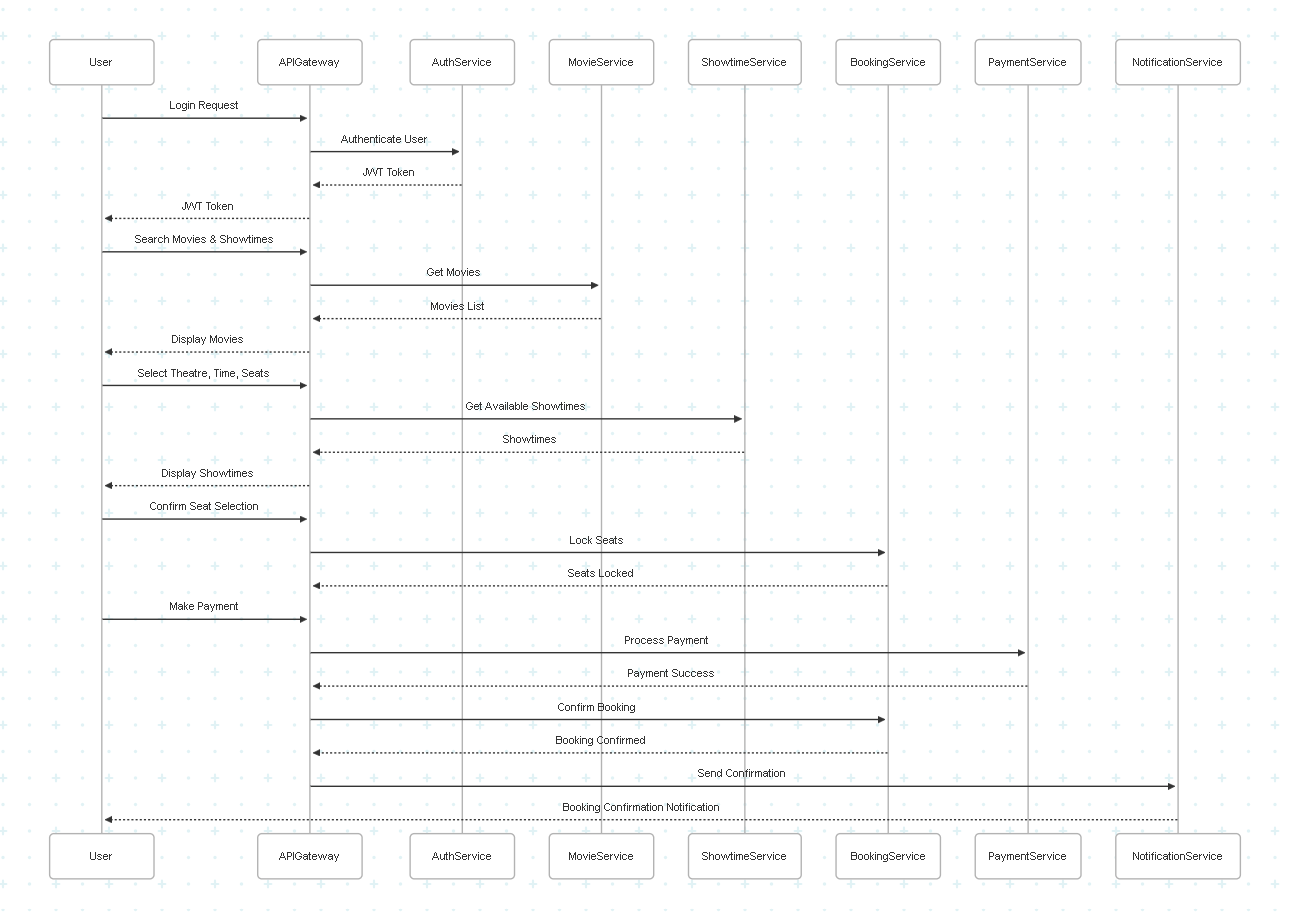 User
APIGateway
AuthService
MovieService
ShowtimeService
BookingService
PaymentService
NotificationService
Login Request
Authenticate User
JWT Token
JWT Token
Search Movies & Showtimes
Get Movies
Movies List
Display Movies
Select Theatre, Time, Seats
Get Available Showtimes
Showtimes
Display Showtimes
Confirm Seat Selection
Lock Seats
Seats Locked
Make Payment
Process Payment
Payment Success
Confirm Booking
Booking Confirmed
Send Confirmation
Booking Confirmation Notification
User
APIGateway
AuthService
MovieService
ShowtimeService
BookingService
PaymentService
NotificationService